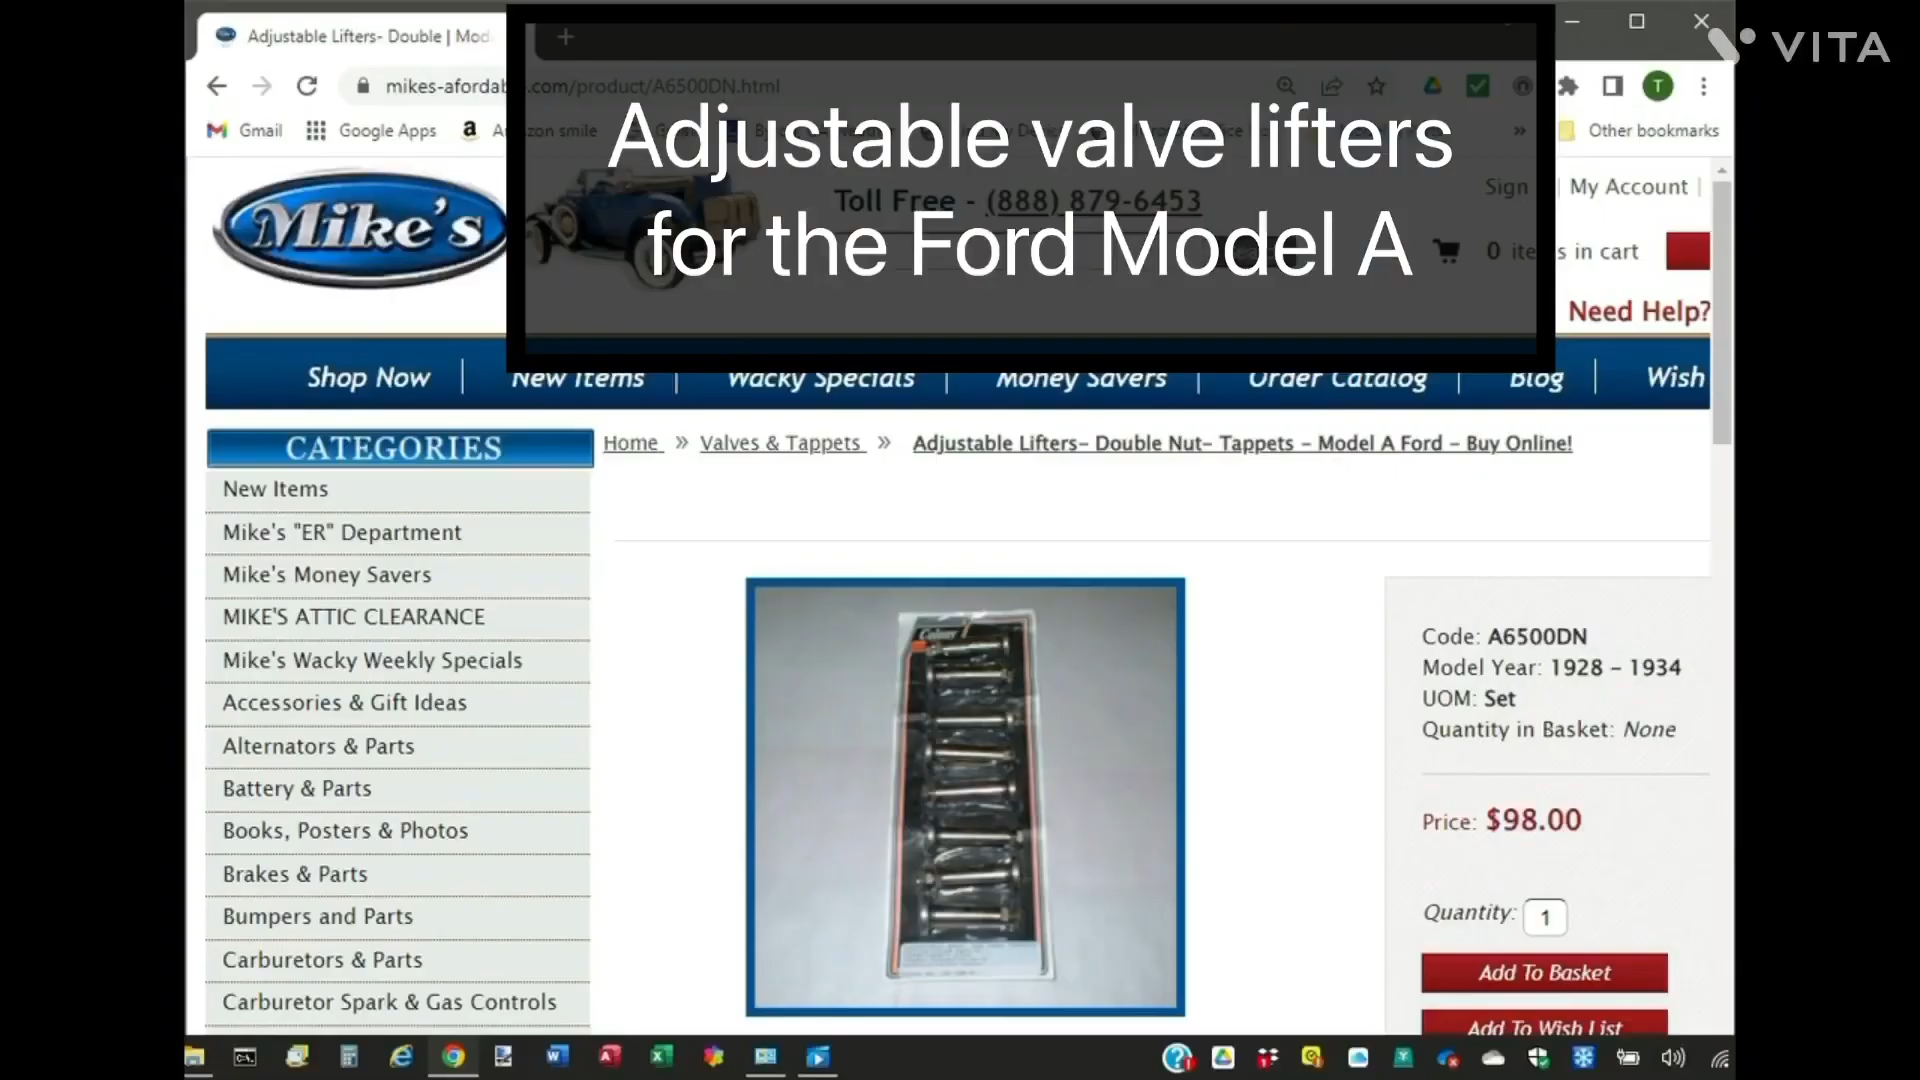 Adjustable Lifters- Double | Mod
VITA
mikes-afordab .com/product/A6500DN.html
Gmail
Google Apps
smile
Other bookmarks
Adjustable valve lifters
for the Ford Model A
Mike's
Toll Free - (888) 879-6453
Sign
My Account
0 items in cart
Need Help?
Shop Now
New Items
Wacky Specials
Money Savers
Order Catalog
Blog
Wish
CATEGORIES
Home » Valves & Tappets » Adjustable Lifters- Double Nut- Tappets - Model A Ford - Buy Online!
New Items
Mike's "ER" Department
Mike's Money Savers
MIKE'S ATTIC CLEARANCE
Mike's Wacky Weekly Specials
Accessories & Gift Ideas
Alternators & Parts
Battery & Parts
Books, Posters & Photos
Brakes & Parts
Bumpers and Parts
Carburetors & Parts
Carburetor Spark & Gas Controls
Code: A6500DN
Model Year: 1928 - 1934
UOM: Set
Quantity in Basket: None
Price: $98.00
Quantity: 1
Add To Basket
Add To Wish List